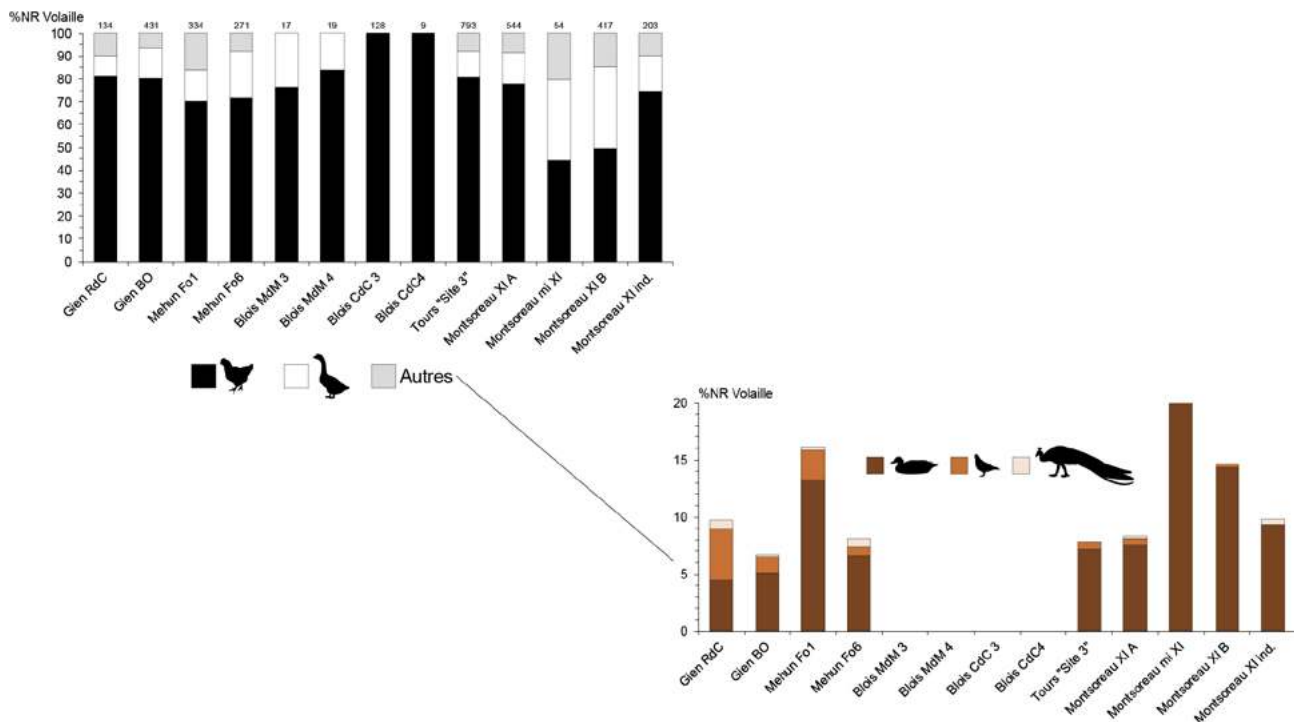 %NR Volaille
134 431 334 271 17 19 128 9 793 544 54 417 203
100
90
80
70
60
50
40
30
20
10
0
Gien RdC
Gien BO
Mehun Fo1
Mehun Fo6
Blois MdM 3
Blois MdM 4
Blois CdC 3
Blois CdC4
Tours "Site 3"
Montsoreau XI A
Montsoreau mi XI
Montsoreau XI B
Montsoreau XI ind.
Autres
%NR Volaille
20
15
10
5
0
Gien RdC
Gien BO
Mehun Fo1
Mehun Fo6
Blois MdM 3
Blois MdM 4
Blois CdC 3
Blois CdC4
Tours "Site 3"
Montsoreau XI A
Montsoreau mi XI
Montsoreau XI B
Montsoreau XI ind.